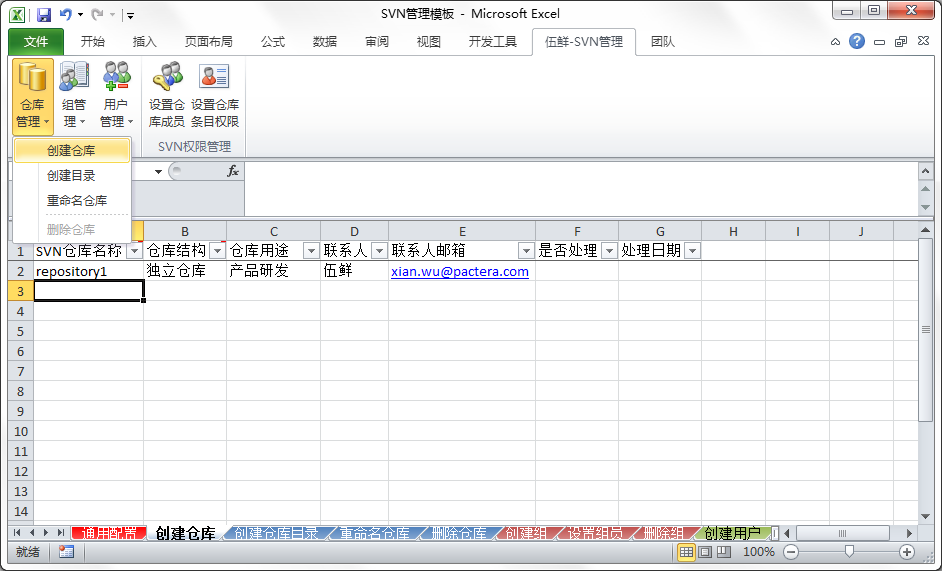 SVN管理模板 - Microsoft Excel
文件 开始 插入 页面布局 公式 数据 审阅 视图 开发工具 伍鲜-SVN管理 团队
仓库管理 组管理 用户管理 设置仓库成员 设置仓库条目权限
SVN权限管理
创建仓库
创建目录
重命名仓库
删除仓库
fx
B C D E F G H I J
1 SVN仓库名称 仓库结构 仓库用途 联系人 联系人邮箱 是否处理 处理日期
2 repository1 独立仓库 产品研发 伍鲜 xian.wu@pactera.com
3
4
5
6
7
8
9
10
11
12
13
14
通用配置 创建仓库 创建仓库目录 重命名仓库 删除仓库 创建组 设置组员 删除组 创建用户
就绪 100%